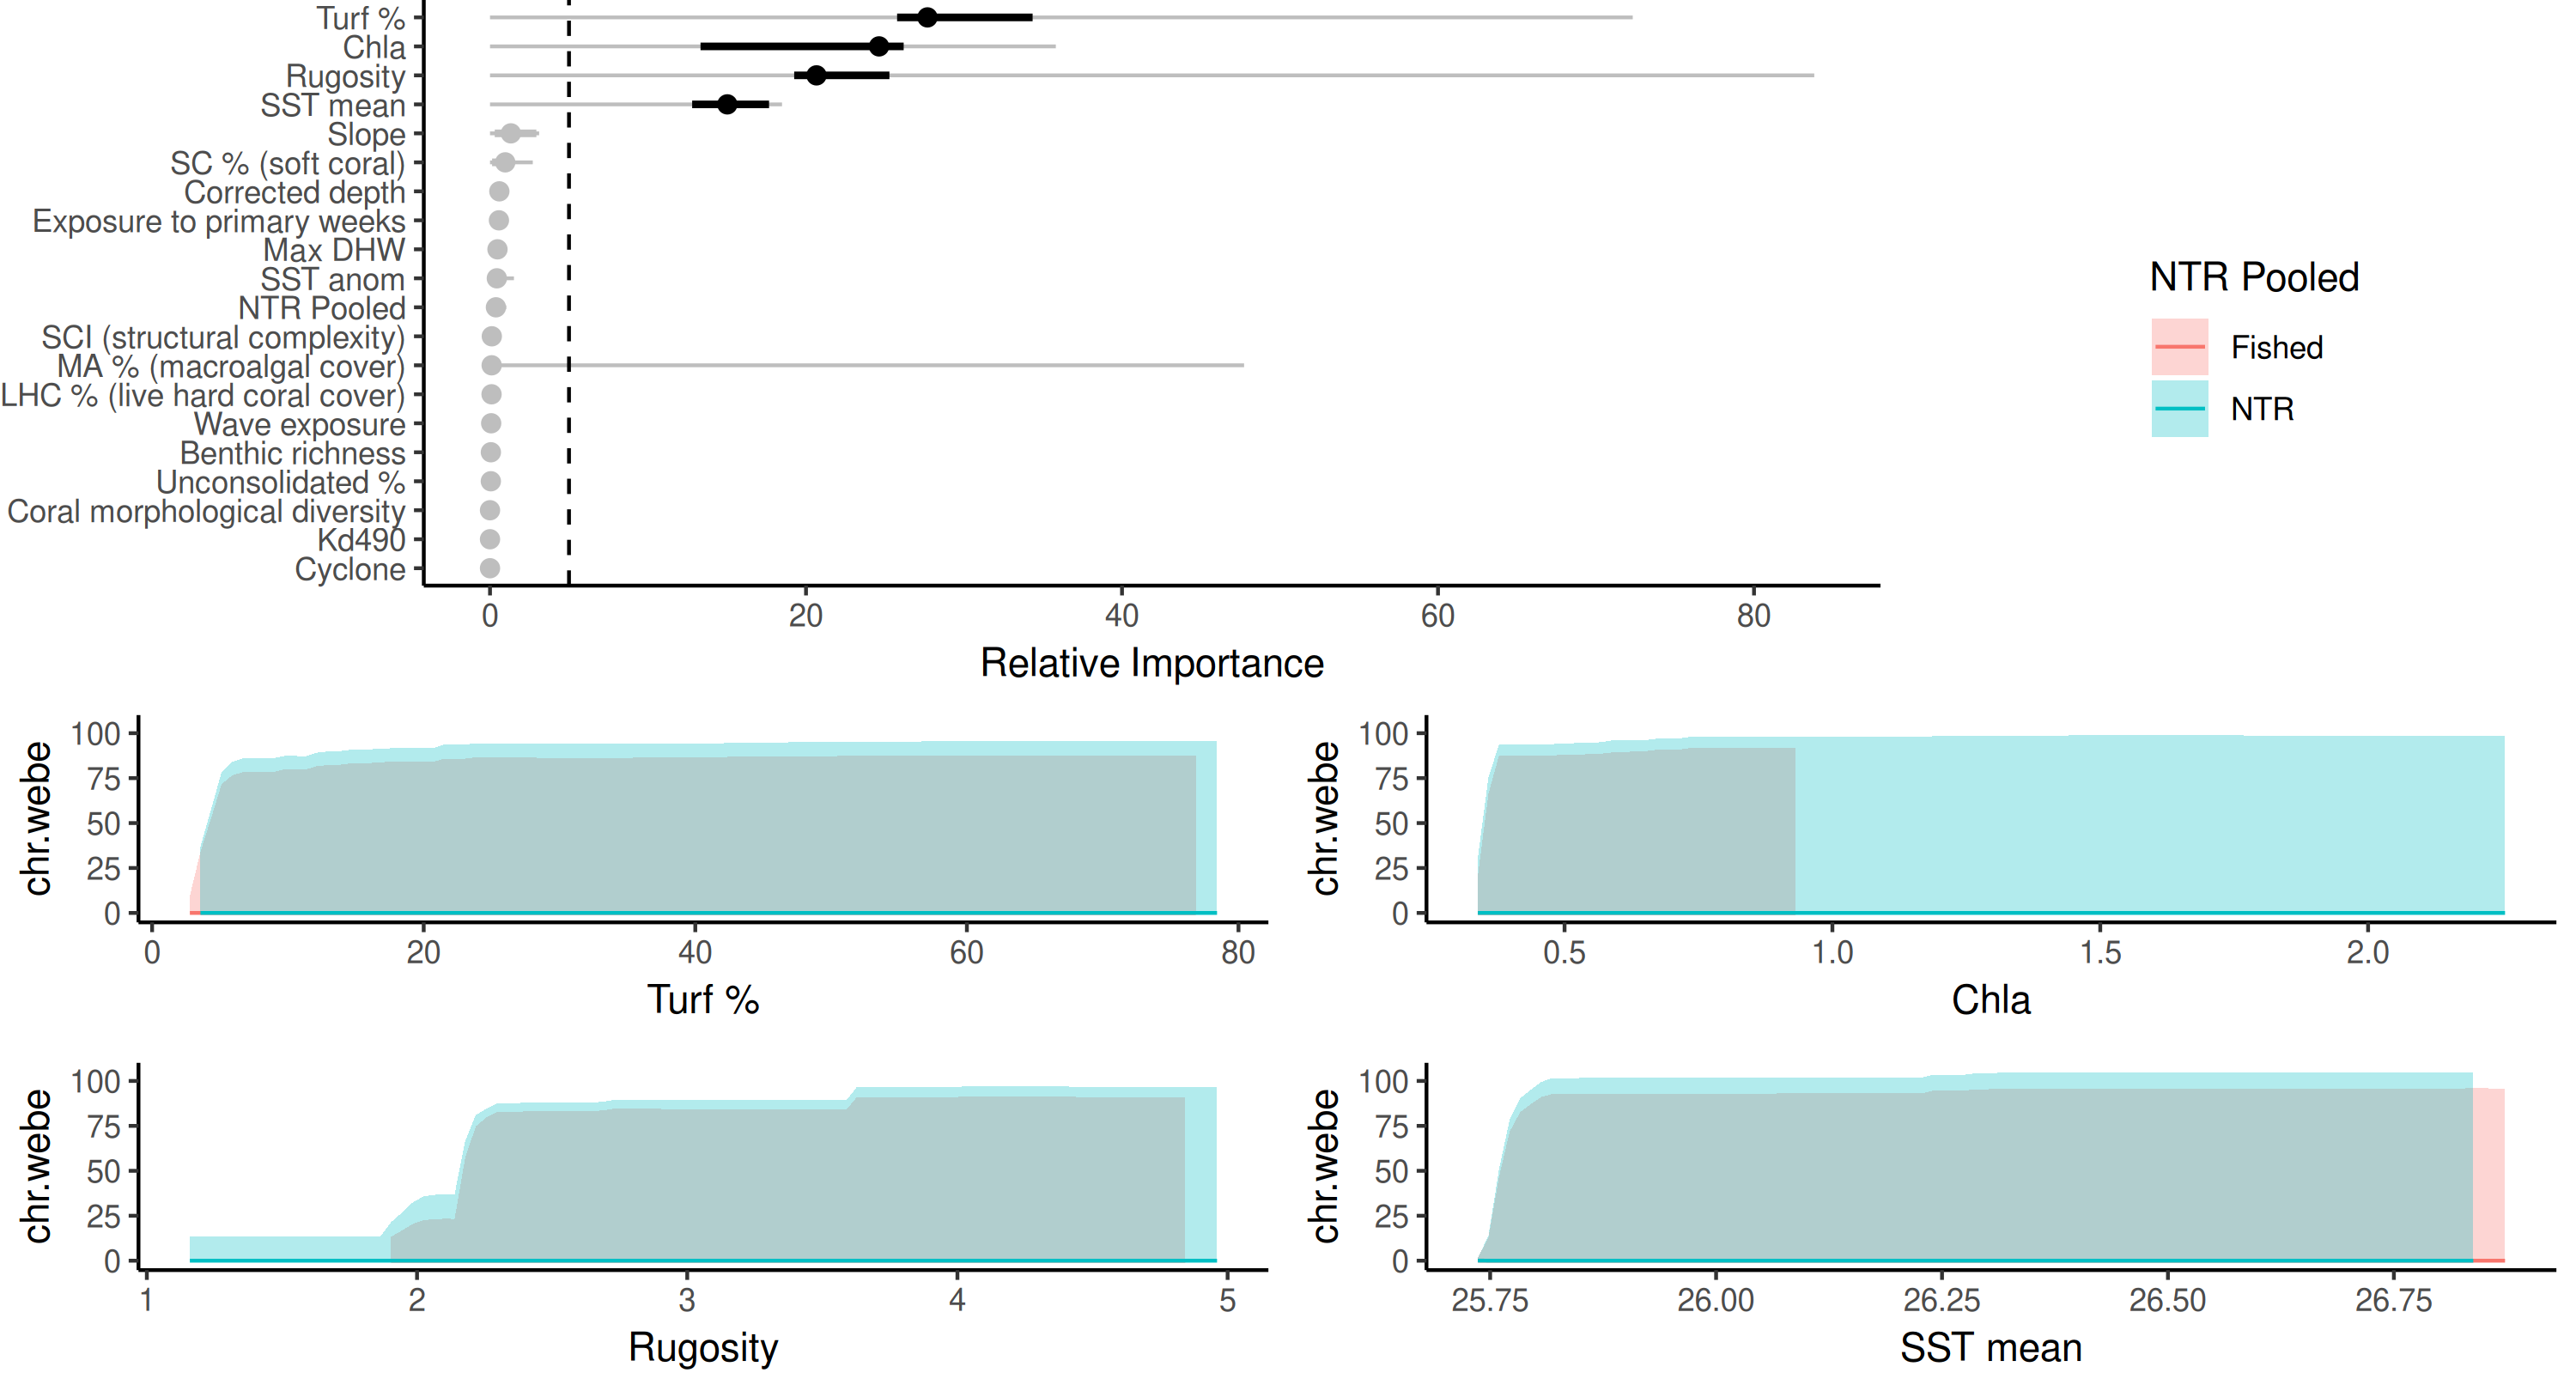 Turf %
Chla
Rugosity
SST mean
Slope
SC % (soft coral)
Corrected depth
Exposure to primary weeks
Max DHW
SST anom
NTR Pooled
SCI (structural complexity)
MA % (macroalgal cover)
LHC % (live hard coral cover)
Wave exposure
Benthic richness
Unconsolidated %
Coral morphological diversity
Kd490
Cyclone
0 20 40 60 80
Relative Importance
NTR Pooled
Fished
NTR
100
75
50
25
0
chr.webe
0 20 40 60 80
Turf %
100
75
50
25
0
chr.webe
0.5 1.0 1.5 2.0
Chla
100
75
50
25
0
chr.webe
1 2 3 4 5
Rugosity
100
75
50
25
0
chr.webe
25.75 26.00 26.25 26.50 26.75
SST mean